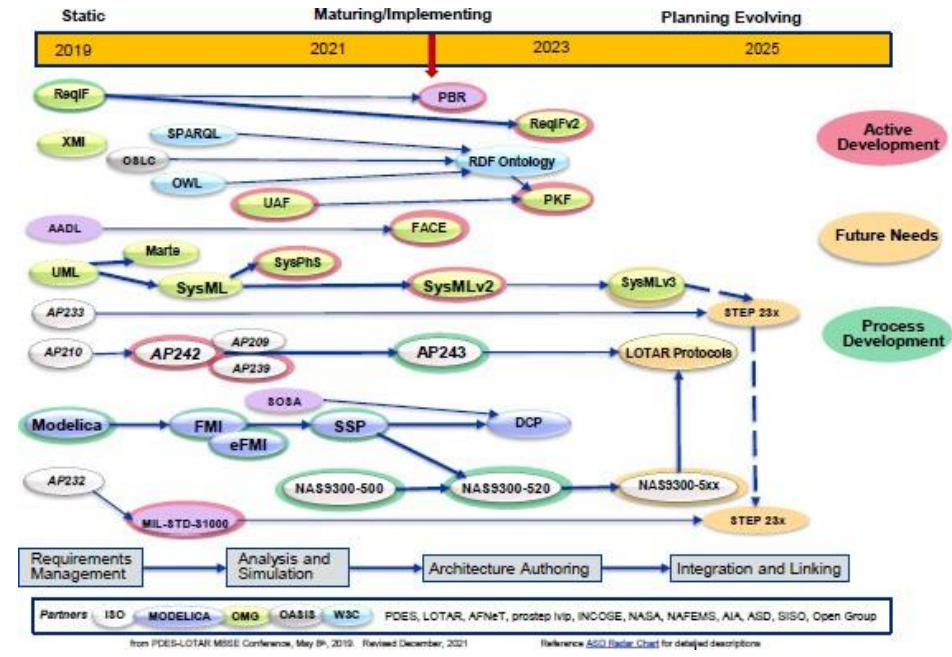 Static
Maturing/Implementing
Planning Evolving
2019
2021
2023
2025
ReqIF
PBR
ReqIFv2
XMI
SPARQL
OSLC
RDF Ontology
OWL
UAF
PKF
AADL
FACE
Active
Development
Future Needs
Process
Development
Marte
UML
SysPhS
SysML
SysMLv2
SysMLv3
AP233
STEP 23x
AP210
AP242
AP209
AP239
AP243
LOTAR Protocols
SOSA
Modelica
FMI
eFMI
SSP
DCP
AP232
NAS9300-500
NAS9300-520
NAS9300-5xx
MIL-STD-31000
STEP 23x
Requirements
Management
Analysis and
Simulation
Architecture Authoring
Integration and Linking
Partners ISO MODELICA OMG OASIS W3C PDES, LOTAR, AFNeT, prostep ivip, INCOSE, NASA, NAFEMS, AIA, ASD, SISO, Open Group
from PDES-LOTAR MBSE Conference, May 8th, 2019. Revised December, 2021
Reference ASD Radar Chart for detailed descriptions